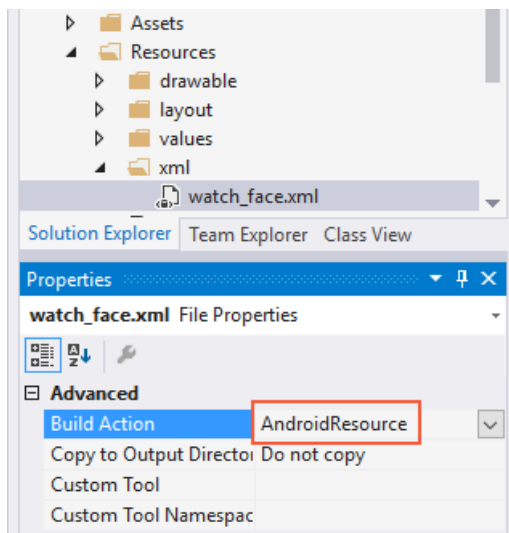 Assets
Resources
drawable
layout
values
xml
watch_face.xml
Solution Explorer Team Explorer Class View
Properties
watch_face.xml File Properties
Advanced
Build Action AndroidResource
Copy to Output Director Do not copy
Custom Tool
Custom Tool Namespac